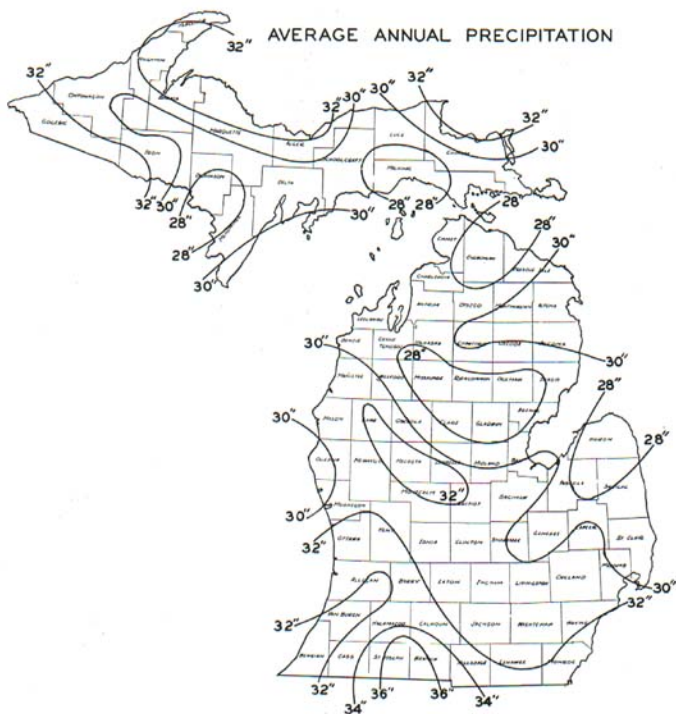 AVERAGE ANNUAL PRECIPITATION
32"
32"
32"
32"
32"
30"
30"
30"
ONTONAGON
GOGEBIC
MARQUETTE
ALGER
LUCE
SCHOOLCRAFT
IRON
DICKINSON
DELTA
MACKINAC
32"
30"
28"
28"
28"
28"
30"
30"
28"
28"
30"
EMMET
CHEBOYGAN
PRESQUE ISLE
CHARLEVOIX
ANTRIM
OTSEGO
MONTMORENCY
ALPENA
LEELANAU
BENZIE
GRAND TRAVERSE
KALKASKA
CRAWFORD
OSCODA
ALCONA
30"
28"
30"
28"
MANISTEE
WEXFORD
MISSAUKEE
ROSCOMMON
OGEMAW
IOSCO
MASON
LAKE
OSCEOLA
CLARE
GLADWIN
ARENAC
HURON
30"
28"
OCEANA
NEWAYGO
MECOSTA
ISABELLA
MIDLAND
TUSCOLA
SANILAC
MONTCALM
32"
GRATIOT
SAGINAW
30"
MUSKEGON
32"
OTTAWA
KENT
IONIA
CLINTON
SHIAWASSEE
GENESEE
LAPEER
ST. CLAIR
ALLEGAN
BARRY
EATON
INGHAM
LIVINGSTON
OAKLAND
MACOMB
30"
32"
32"
VAN BUREN
KALAMAZOO
CALHOUN
JACKSON
WASHTENAW
WAYNE
BERRIEN
CASS
ST. JOSEPH
BRANCH
HILLSDALE
LENAWEE
MONROE
32"
36"
36"
34"
34"